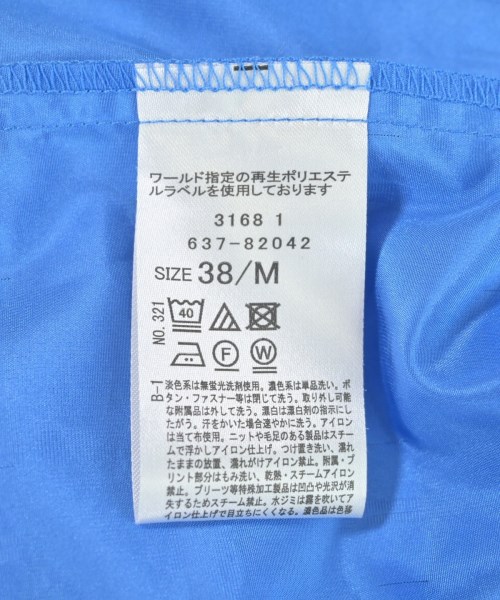 ワールド指定の再生ポリエステ
ルラベルを使用しております
3168 1
637-82042
SIZE 38/M
NO. 321
40
F
W
B-1
淡色系は無蛍光洗剤使用。濃色系は単品洗い。ボ
タン・ファスナー等は閉じて洗う。取り外し可能
な附属品は外して洗う。漂白は漂白剤の指示にし
たがう。汗をかいた場合速やかに洗う。アイロン
は当て布使用。ニットや毛足のある製品はスチー
ムで浮かしアイロン仕上げ。つけ置き洗い、濡れ
たままの放置、濡れがけアイロン禁止。附属・プ
リント部分はもみ洗い、乾熱・スチームアイロン
禁止。プリーツ等特殊加工製品は凹凸や光沢が消
失するためスチーム禁止。水ジミは霧を吹いてア
イロン仕上げで目立ちにくくなる。濃色品は色移